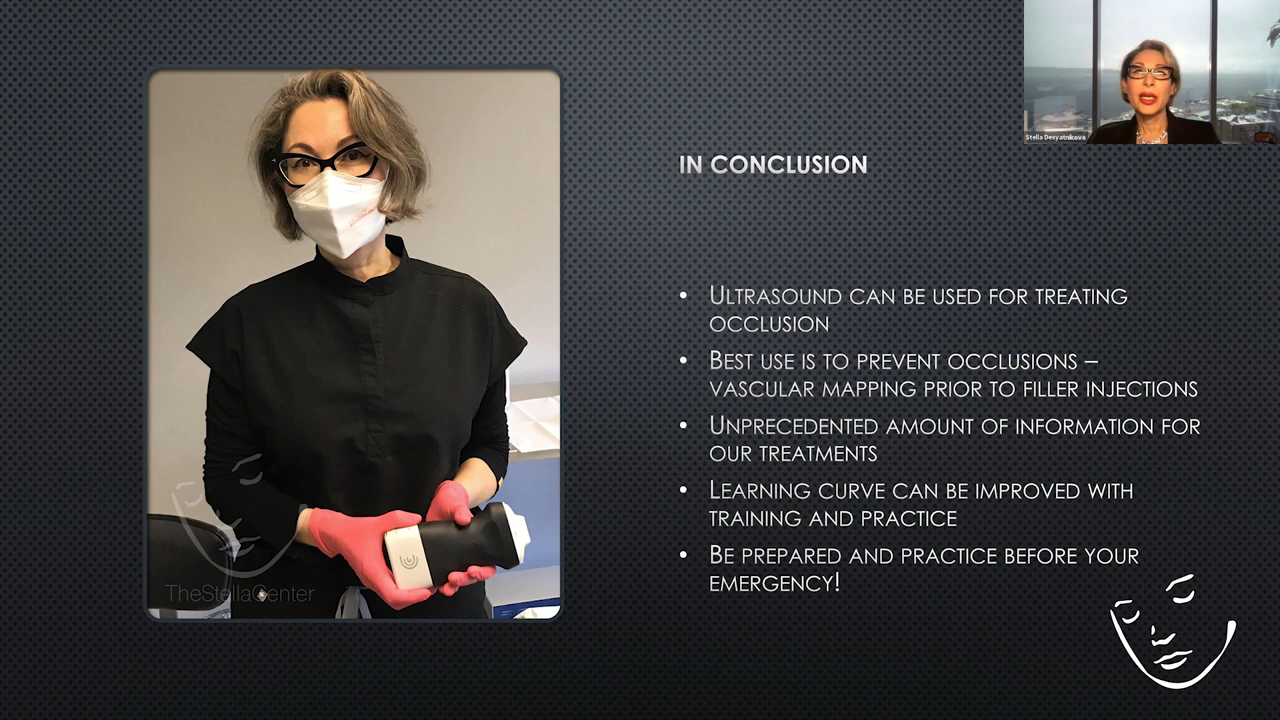 Stella Desyatnikova
IN CONCLUSION
• ULTRASOUND CAN BE USED FOR TREATING
OCCLUSION
• BEST USE IS TO PREVENT OCCLUSIONS –
VASCULAR MAPPING PRIOR TO FILLER INJECTIONS
• UNPRECEDENTED AMOUNT OF INFORMATION FOR
OUR TREATMENTS
• LEARNING CURVE CAN BE IMPROVED WITH
TRAINING AND PRACTICE
• BE PREPARED AND PRACTICE BEFORE YOUR
EMERGENCY!
TheStellaCenter